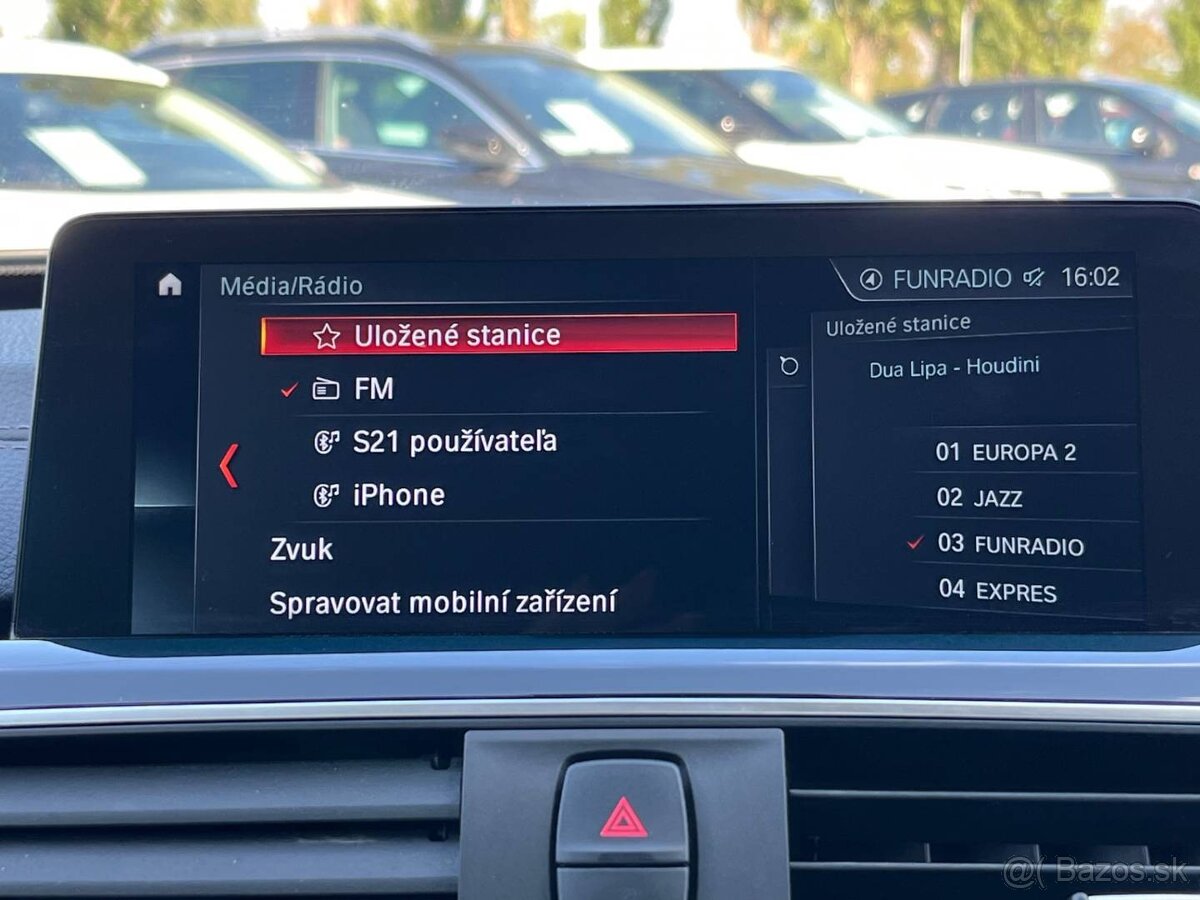 Média/Rádio
FUNRADIO 16:02
Uložené stanice
FM
S21 používateľa
iPhone
Zvuk
Spravovat mobilní zařízení
Uložené stanice
Dua Lipa - Houdini
01 EUROPA 2
02 JAZZ
03 FUNRADIO
04 EXPRES
@( Bazos.sk